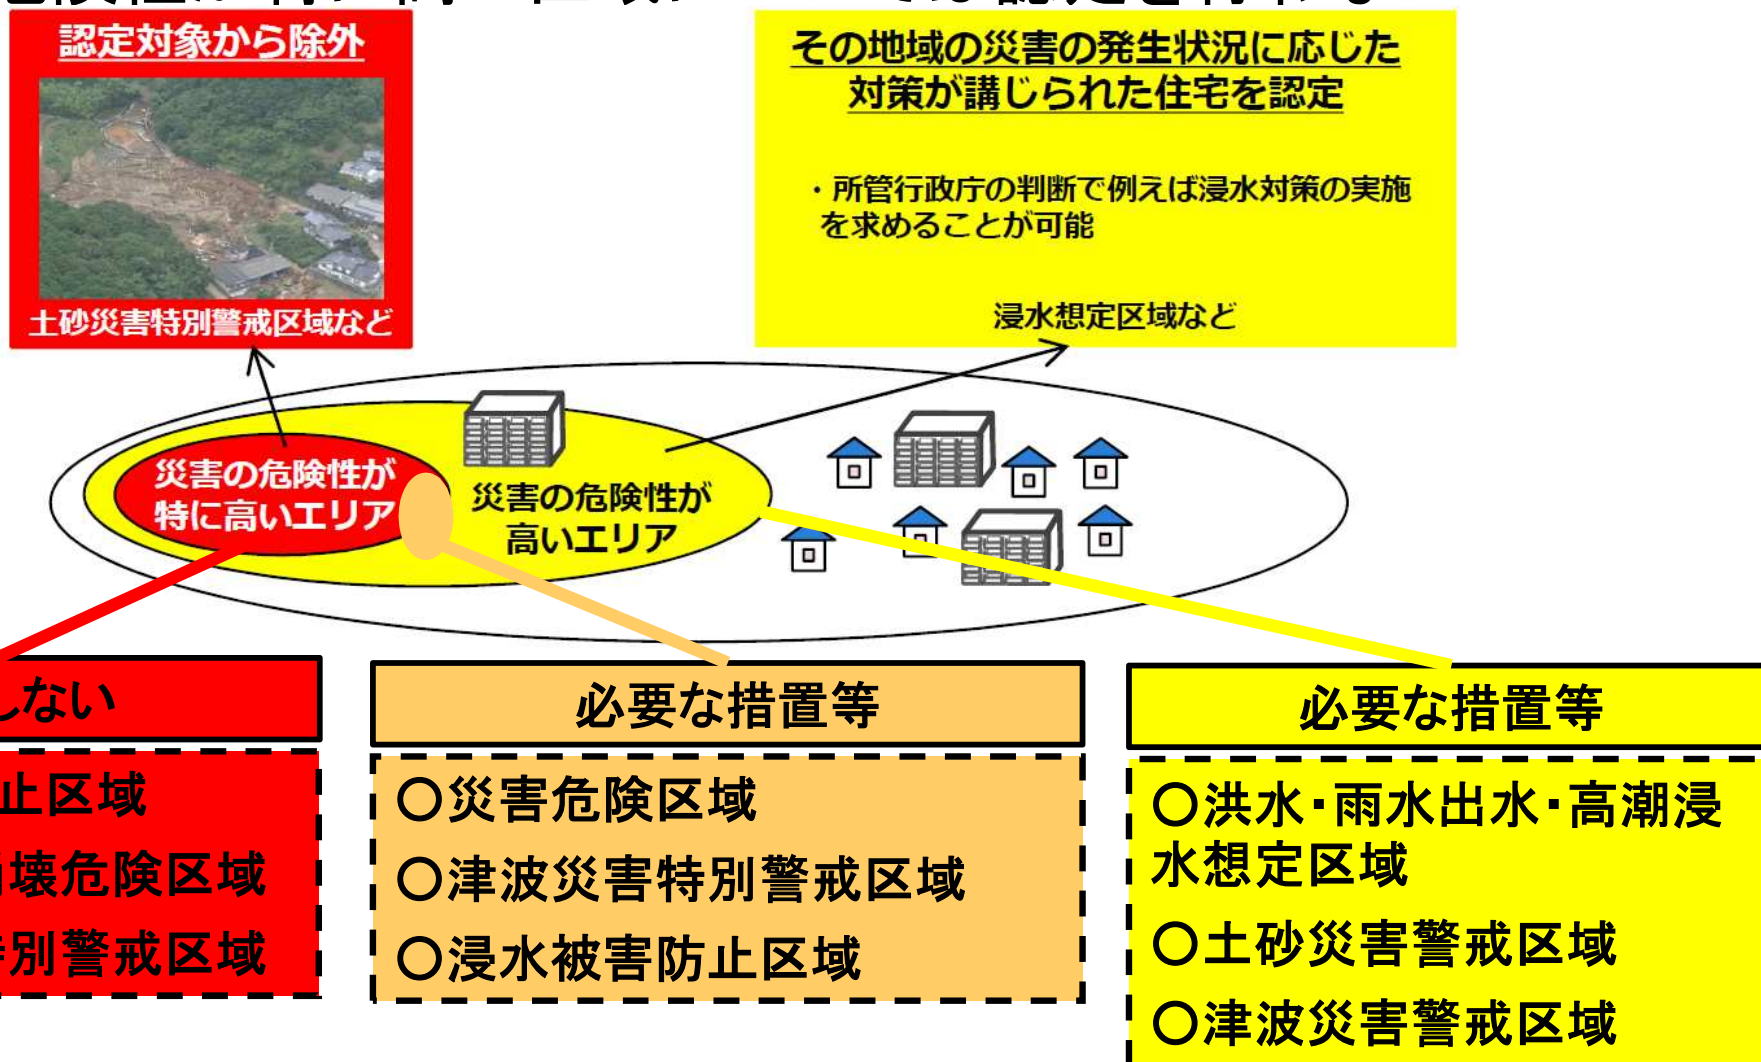 認定対象から除外
土砂災害特別警戒区域など
その地域の災害の発生状況に応じた
対策が講じられた住宅を認定
・所管行政庁の判断で例えば浸水対策の実施
を求めることが可能
浸水想定区域など
災害の危険性が
特に高いエリア
災害の危険性が
高いエリア
しない
止区域
壊危険区域
別警戒区域
必要な措置等
〇災害危険区域
〇津波災害特別警戒区域
〇浸水被害防止区域
必要な措置等
〇洪水・雨水出水・高潮浸
水想定区域
〇土砂災害警戒区域
〇津波災害警戒区域